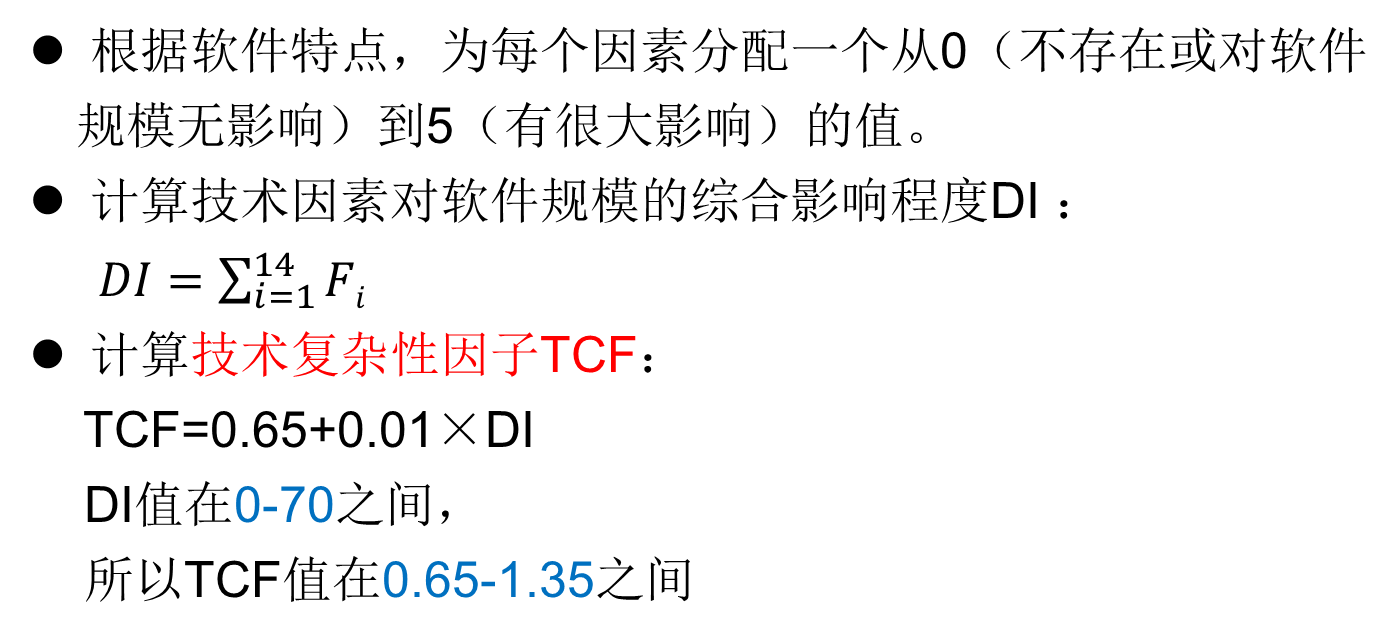 ● 根据软件特点，为每个因素分配一个从0（不存在或对软件
规模无影响）到5（有很大影响）的值。
● 计算技术因素对软件规模的综合影响程度DI：
DI = ∑_{i=1}^{14} F_i
● 计算技术复杂性因子TCF：
TCF=0.65+0.01×DI
DI值在0-70之间，
所以TCF值在0.65-1.35之间